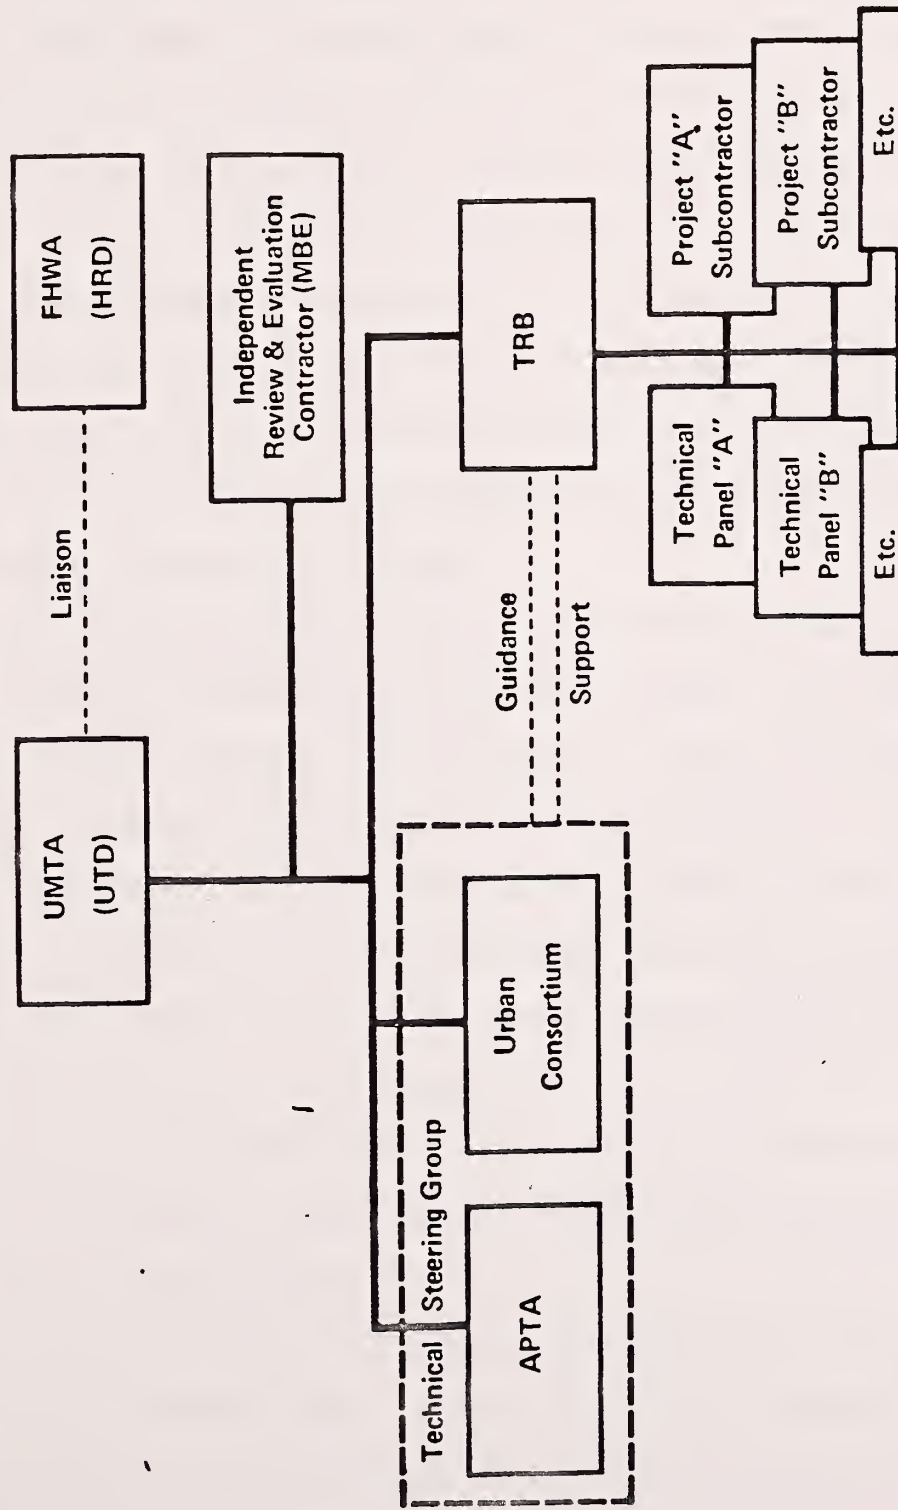 UMTA
(UTD)
Liaison
FHWA
(HRD)
Independent
Review & Evaluation
Contractor (MBE)
Technical Steering Group
APTA
Urban
Consortium
Guidance
Support
TRB
Technical
Panel "A"
Project "A"
Subcontractor
Technical
Panel "B"
Project "B"
Subcontractor
Etc.
Etc.